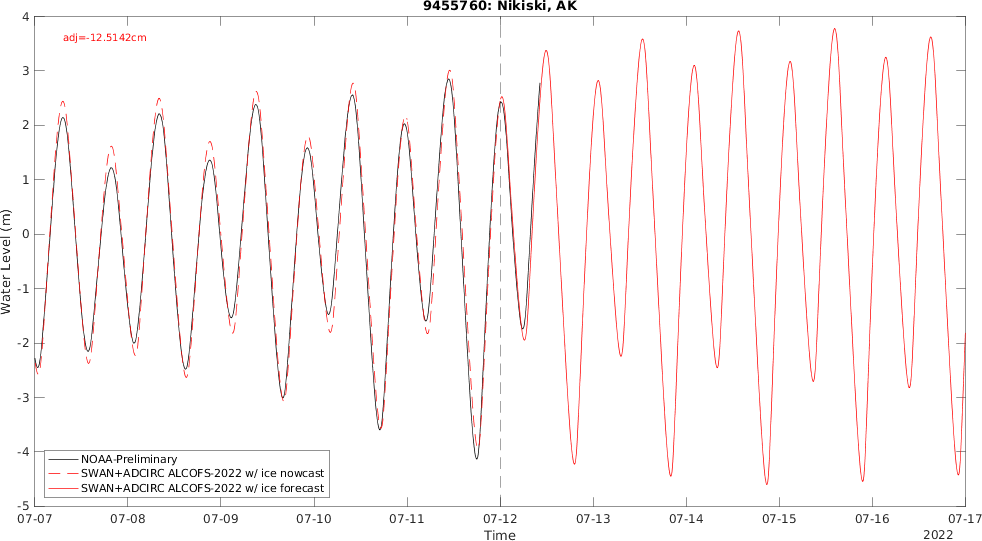 9455760: Nikiski, AK
adj=-12.5142cm
4
3
2
1
0
-1
-2
-3
-4
-5
Water Level (m)
NOAA-Preliminary
SWAN+ADCIRC ALCOFS-2022 w/ ice nowcast
SWAN+ADCIRC ALCOFS-2022 w/ ice forecast
07-07 07-08 07-09 07-10 07-11 07-12 07-13 07-14 07-15 07-16 07-17
Time
2022